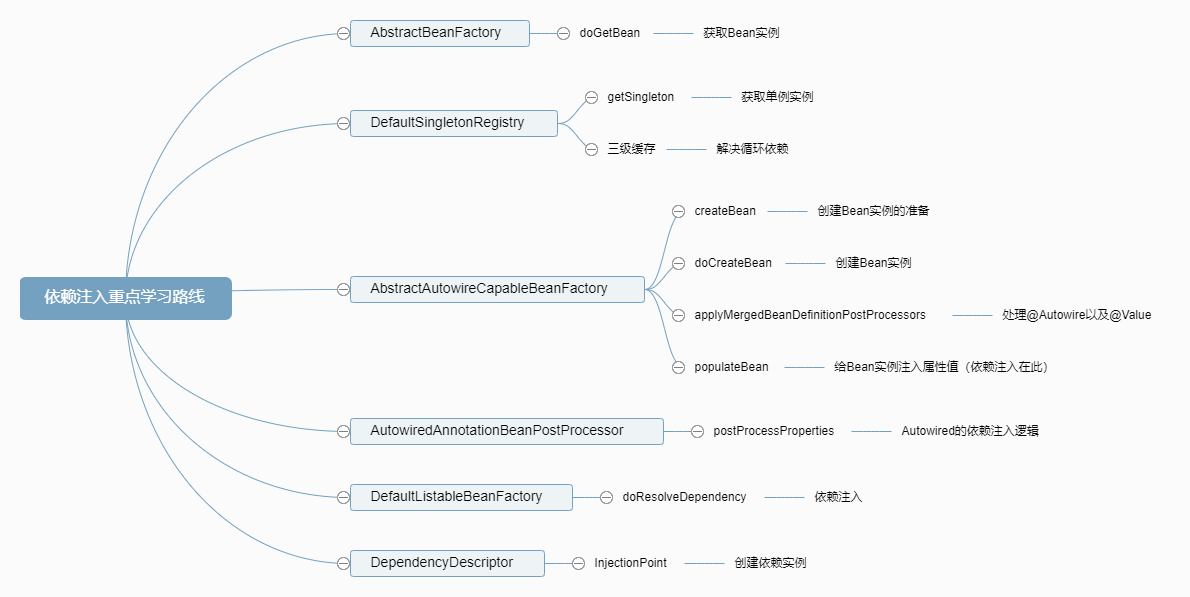 依赖注入重点学习路线
AbstractBeanFactory
doGetBean
获取Bean实例
DefaultSingletonRegistry
getSingleton
获取单例实例
三级缓存
解决循环依赖
AbstractAutowireCapableBeanFactory
createBean
创建Bean实例的准备
doCreateBean
创建Bean实例
applyMergedBeanDefinitionPostProcessors
处理@Autowire以及@Value
populateBean
给Bean实例注入属性值（依赖注入在此）
AutowiredAnnotationBeanPostProcessor
postProcessProperties
Autowired的依赖注入逻辑
DefaultListableBeanFactory
doResolveDependency
依赖注入
DependencyDescriptor
InjectionPoint
创建依赖实例